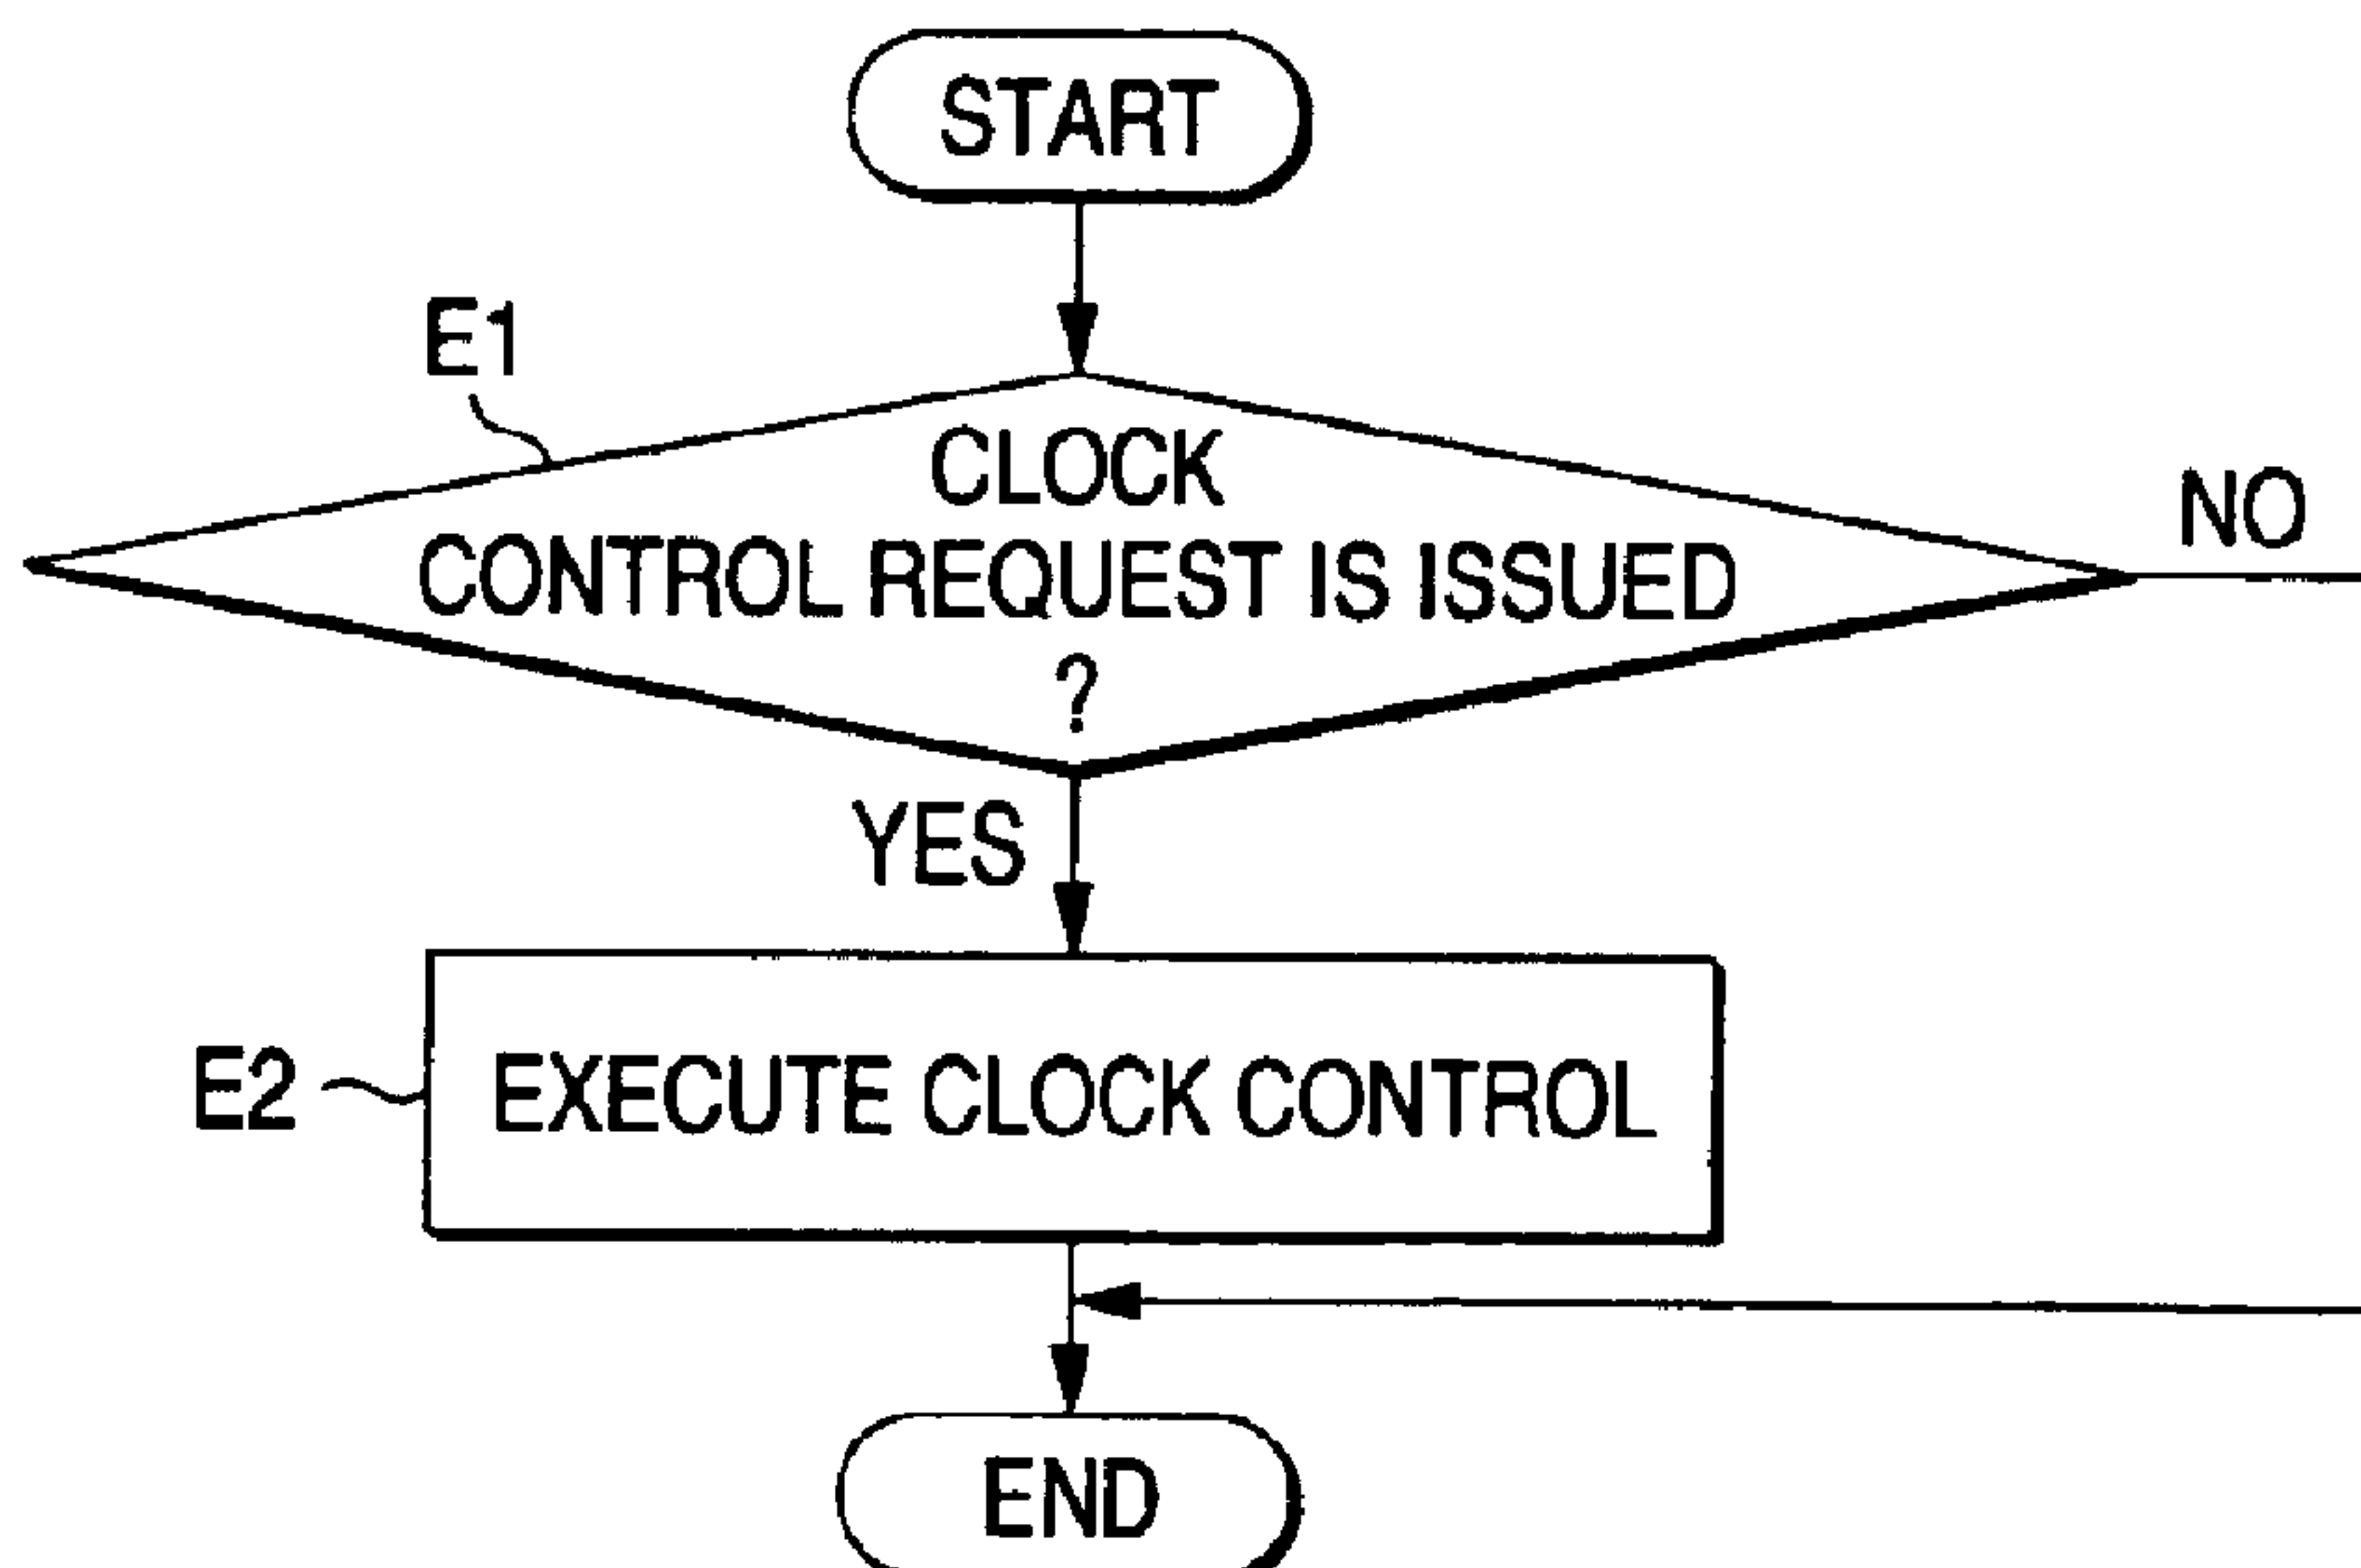 START
E1
CLOCK
CONTROL REQUEST IS ISSUED
?
NO
YES
E2
EXECUTE CLOCK CONTROL
END